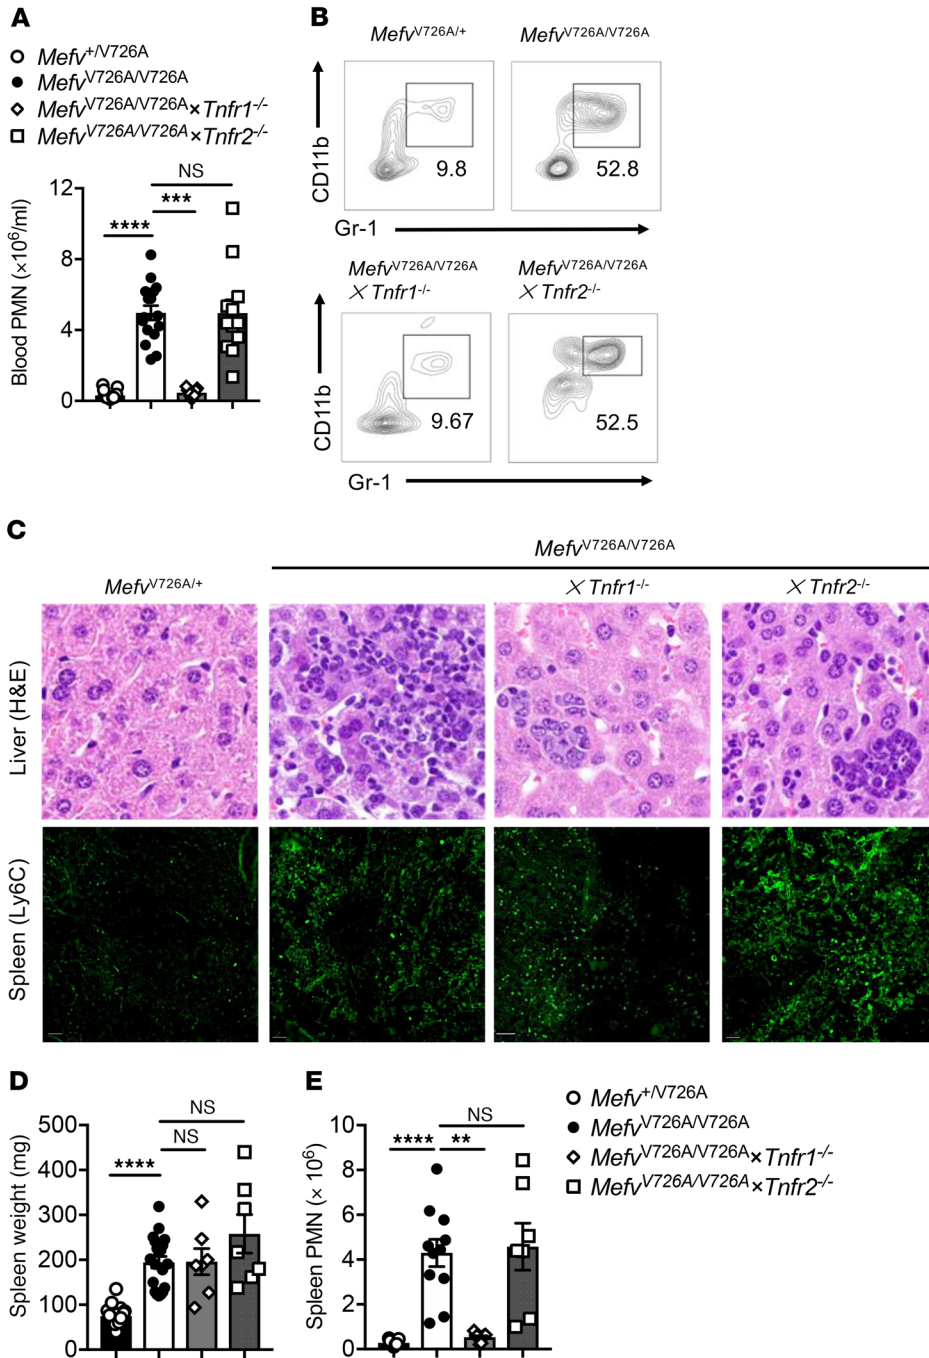 A
Mefv+/V726A
MefvV726A/V726A
MefvV726A/V726A×Tnfr1-/-
MefvV726A/V726A×Tnfr2-/-
Blood PMN (×10⁶/ml)
12
8
4
0
****
***
NS
B
MefvV726A/+
MefvV726A/V726A
CD11b
9.8
52.8
Gr-1
MefvV726A/V726A
× Tnfr1-/-
MefvV726A/V726A
× Tnfr2-/-
CD11b
9.67
52.5
Gr-1
C
MefvV726A/V726A
MefvV726A/+
× Tnfr1-/-
× Tnfr2-/-
Liver (H&E)
Spleen (Ly6C)
D
Spleen weight (mg)
500
400
300
200
100
0
NS
NS
****
E
Spleen PMN (× 10⁶)
10
8
6
4
2
0
NS
****
**
Mefv+/V726A
MefvV726A/V726A
MefvV726A/V726A×Tnfr1-/-
MefvV726A/V726A×Tnfr2-/-